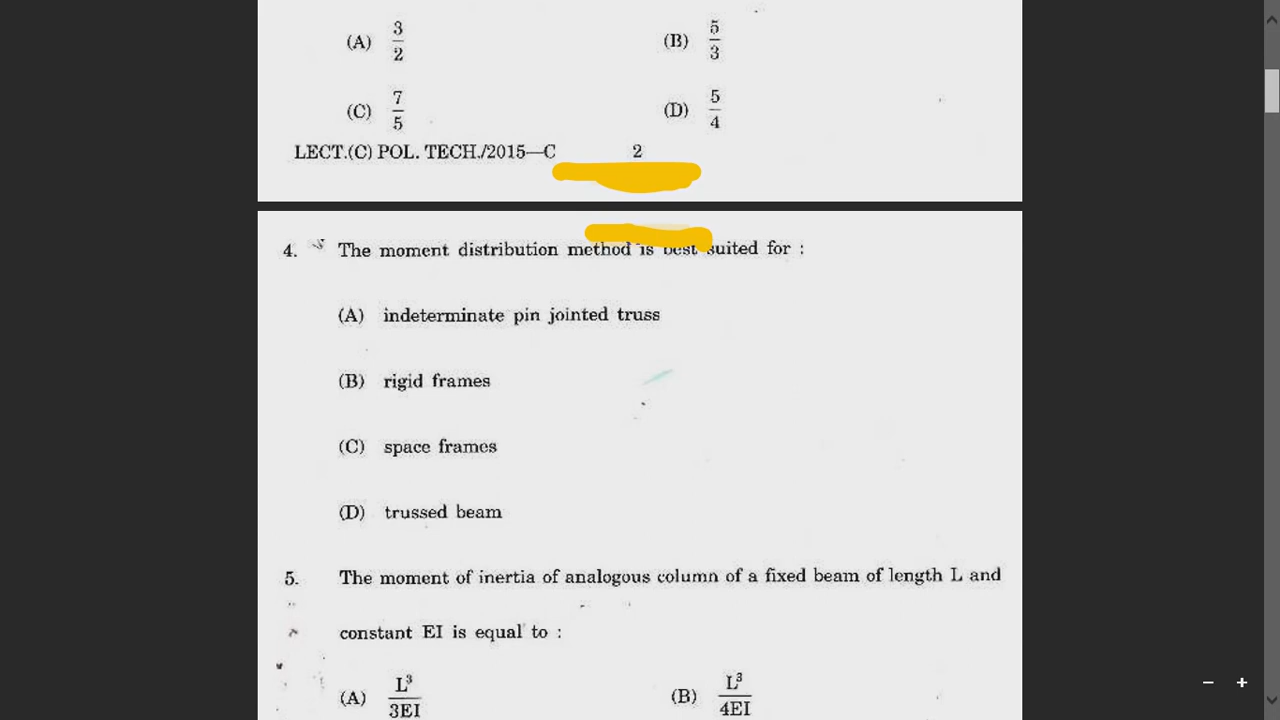 (A) 3/2 (B) 5/3
(C) 7/5 (D) 5/4
LECT.(C) POL. TECH./2015—C 2
4. The moment distribution method is best suited for :
(A) indeterminate pin jointed truss
(B) rigid frames
(C) space frames
(D) trussed beam
5. The moment of inertia of analogous column of a fixed beam of length L and
constant EI is equal to :
(A) L³/3EI (B) L³/4EI